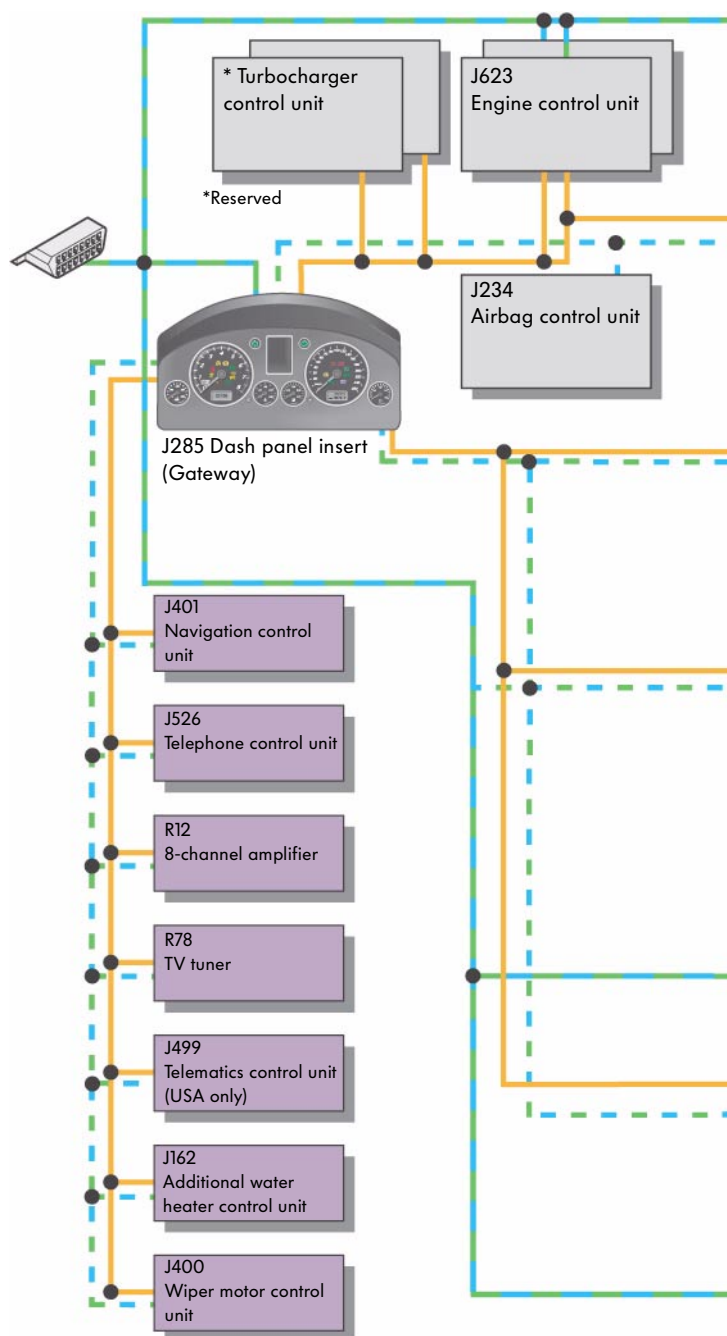 * Turbocharger
control unit
J623
Engine control unit
*Reserved
J234
Airbag control unit
J285 Dash panel insert
(Gateway)
J401
Navigation control
unit
J526
Telephone control unit
R12
8-channel amplifier
R78
TV tuner
J499
Telematics control unit
(USA only)
J162
Additional water
heater control unit
J400
Wiper motor control
unit